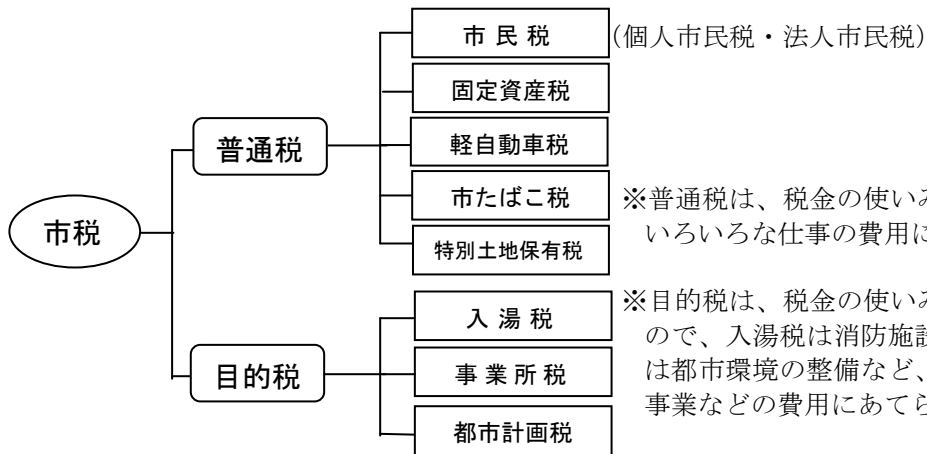 市税
普通税
市 民 税 (個人市民税・法人市民税)
固定資産税
軽自動車税
市たばこ税
特別土地保有税
※普通税は、税金の使いみ
いろいろな仕事の費用に
目的税
入 湯 税
事 業 所 税
都市計画税
※目的税は、税金の使いみ
ので、入湯税は消防施設
は都市環境の整備など、
事業などの費用にあてら